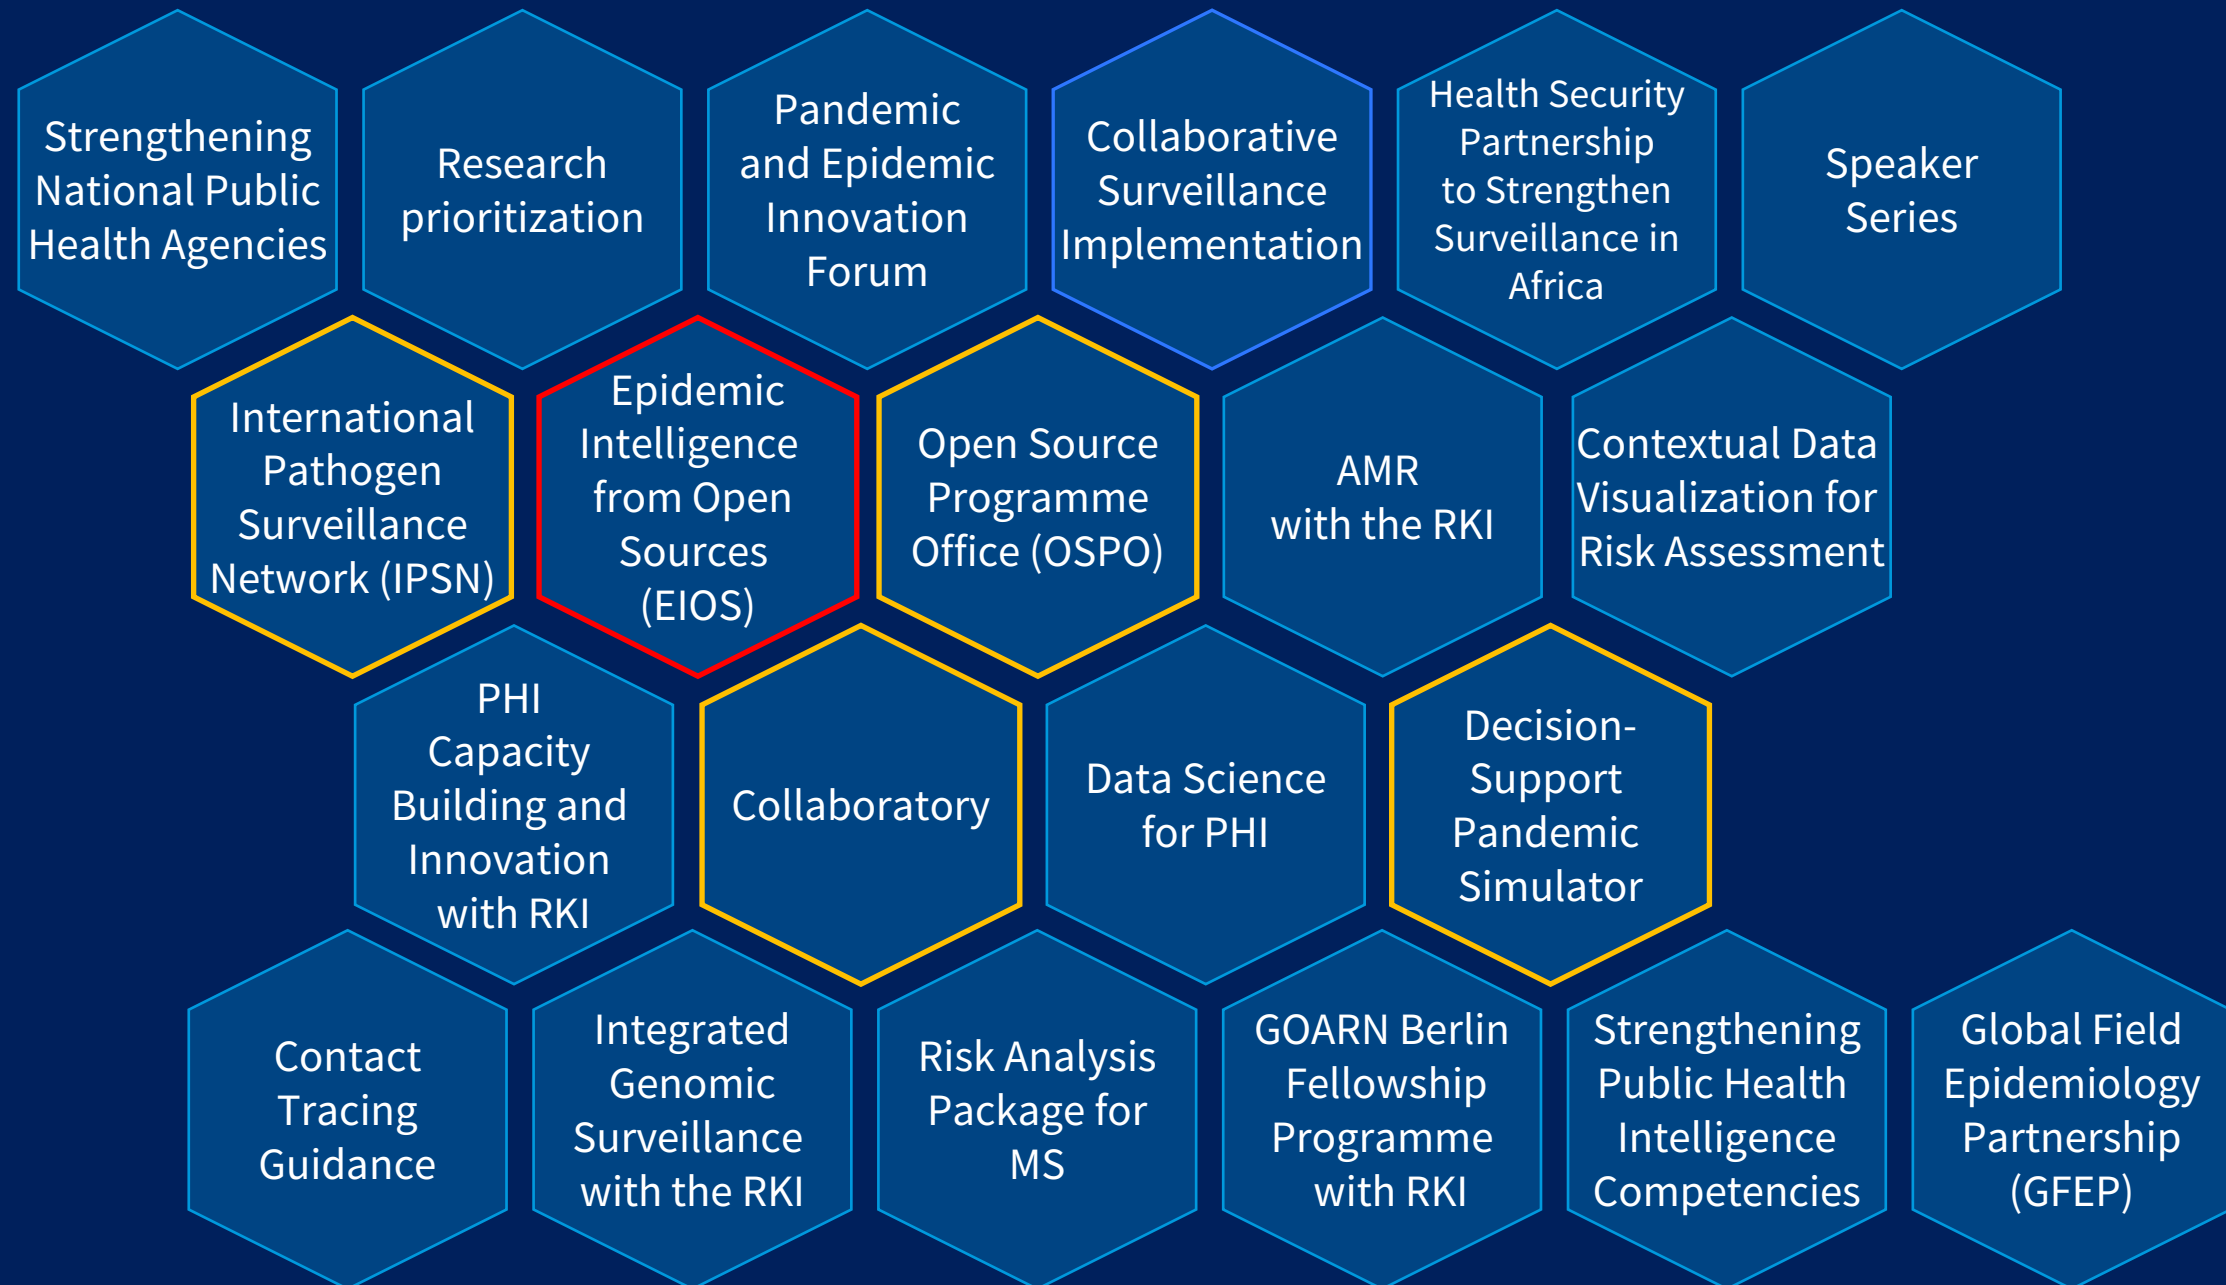 Strengthening
National Public
Health Agencies
Research
prioritization
Pandemic
and Epidemic
Innovation
Forum
Collaborative
Surveillance
Implementation
Health Security
Partnership
to Strengthen
Surveillance in
Africa
Speaker
Series
International
Pathogen
Surveillance
Network (IPSN)
Epidemic
Intelligence
from Open
Sources
(EIOS)
Open Source
Programme
Office (OSPO)
AMR
with the RKI
Contextual Data
Visualization for
Risk Assessment
PHI
Capacity
Building and
Innovation
with RKI
Collaboratory
Data Science
for PHI
Decision-
Support
Pandemic
Simulator
Contact
Tracing
Guidance
Integrated
Genomic
Surveillance
with the RKI
Risk Analysis
Package for
MS
GOARN Berlin
Fellowship
Programme
with RKI
Strengthening
Public Health
Intelligence
Competencies
Global Field
Epidemiology
Partnership
(GFEP)